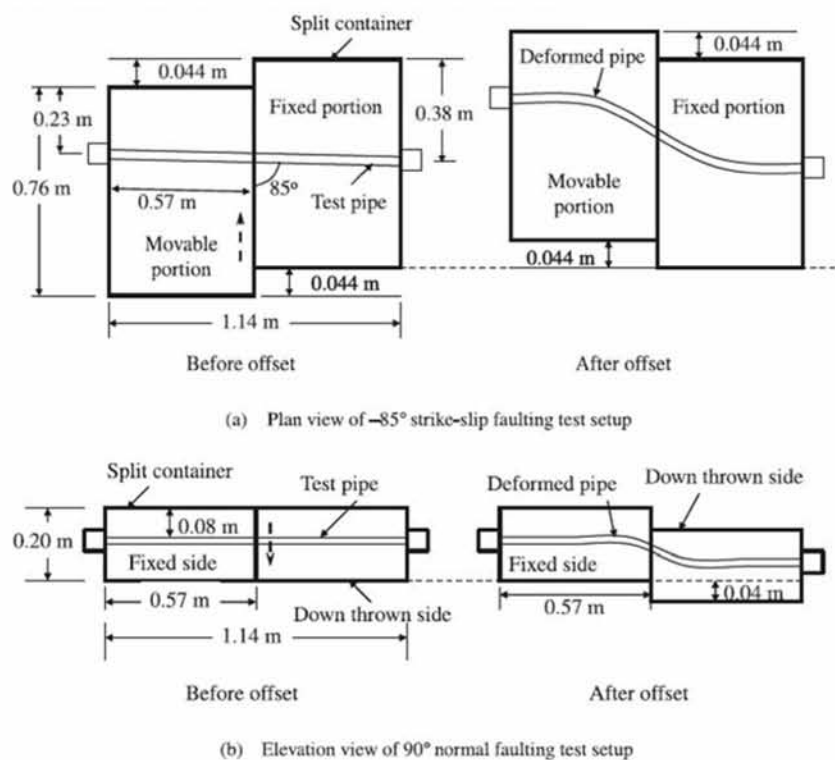 Split container
0.044 m
Fixed portion
0.23 m
0.38 m
0.76 m
85°
0.57 m
Test pipe
Movable
portion
0.044 m
1.14 m
Before offset
Deformed pipe
0.044 m
Fixed portion
Movable
portion
0.044 m
After offset
(a) Plan view of –85° strike-slip faulting test setup
Split container
Test pipe
0.08 m
0.20 m
Fixed side
0.57 m
Down thrown side
1.14 m
Before offset
Down thrown side
Deformed pipe
Fixed side
0.57 m
0.04 m
After offset
(b) Elevation view of 90° normal faulting test setup